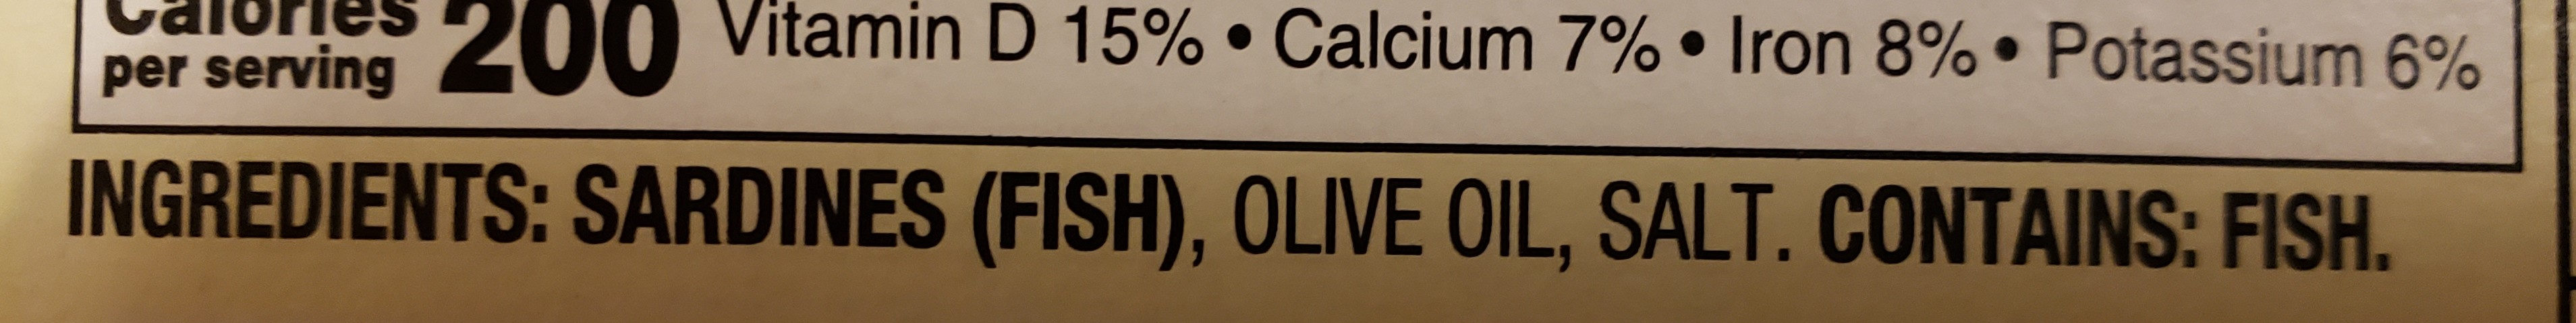 Calories 200 Vitamin D 15% • Calcium 7% • Iron 8% • Potassium 6%
per serving
INGREDIENTS: SARDINES (FISH), OLIVE OIL, SALT. CONTAINS: FISH.